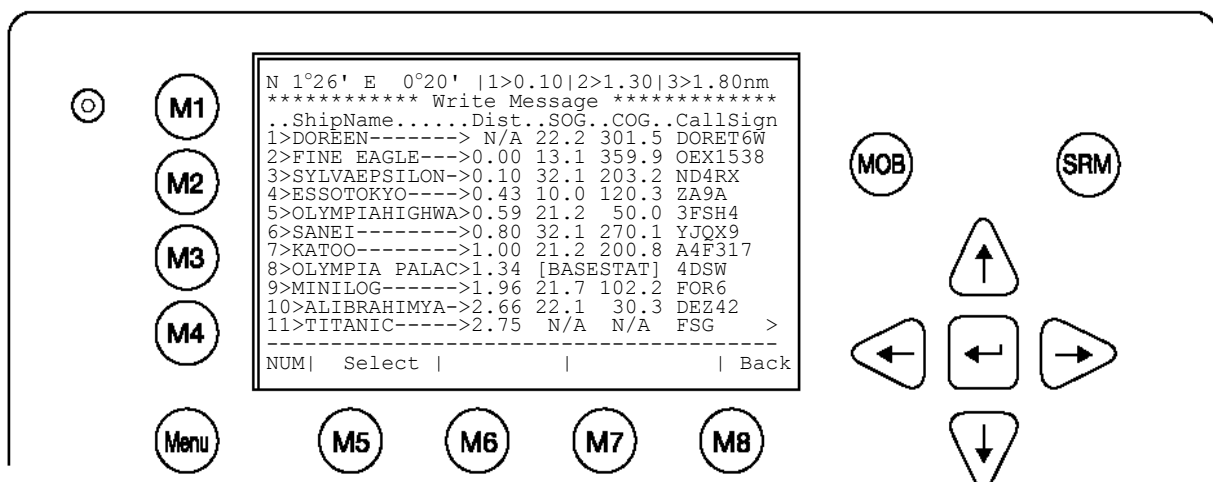 N 1°26' E  0°20' |1>0.10|2>1.30|3>1.80nm
************ Write Message *************
..ShipName......Dist..SOG..COG..CallSign
1>DOREEN-------> N/A 22.2 301.5 DORET6W
2>FINE EAGLE--->0.00 13.1 359.9 OEX1538
3>SYLVAEPSILON->0.10 32.1 203.2 ND4RX
4>ESSOTOKYO---->0.43 10.0 120.3 ZA9A
5>OLYMPIAHIGHWA>0.59 21.2  50.0 3FSH4
6>SANEI-------->0.80 32.1 270.1 YJQX9
7>KATOO-------->1.00 21.2 200.8 A4F317
8>OLYMPIA PALAC>1.34 [BASESTAT] 4DSW
9>MINILOG------>1.96 21.7 102.2 FOR6
10>ALIBRAHIMYA->2.66 22.1  30.3 DEZ42
11>TITANIC----->2.75  N/A  N/A  FSG    >
----------------------------------------
NUM|  Select |         |           | Back
M1
M2
M3
M4
Menu
M5
M6
M7
M8
MOB
SRM